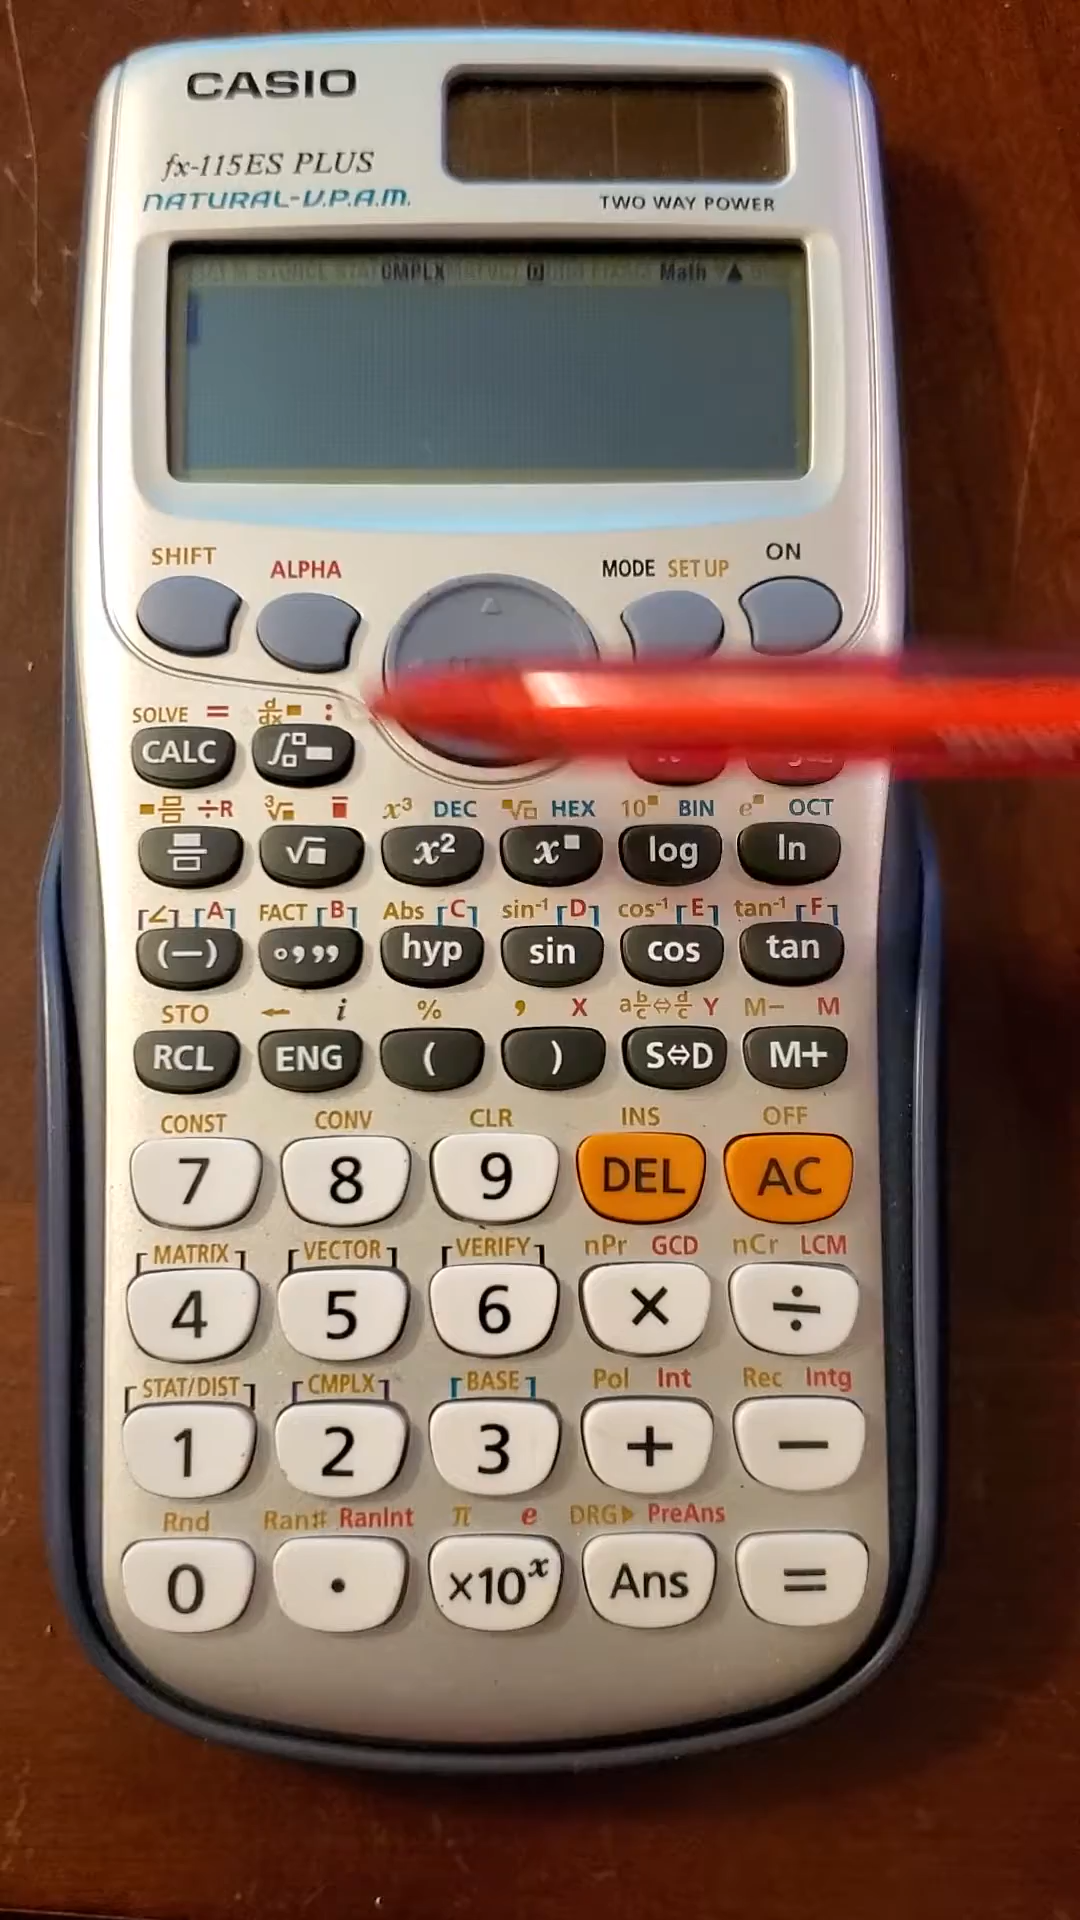 CASIO
fx-115ES PLUS
NATURAL-V.P.A.M.
TWO WAY POWER
CMPLX D Math ▲
SHIFT ALPHA MODE SETUP ON
SOLVE = d/dx :
CALC ∫
÷R ∛ x³ DEC HEX 10 BIN e OCT
√ x² x log ln
∠ A FACT B Abs C sin⁻¹ D cos⁻¹ E tan⁻¹ F
(−) °,,, hyp sin cos tan
STO ← i % , X a b/c⇔d/c Y M− M
RCL ENG ( ) S⇔D M+
CONST CONV CLR INS OFF
7 8 9 DEL AC
MATRIX VECTOR VERIFY nPr GCD nCr LCM
4 5 6 × ÷
STAT/DIST CMPLX BASE Pol Int Rec Intg
1 2 3 + −
Rnd Ran# RanInt π e DRG▶ PreAns
0 • ×10ˣ Ans =